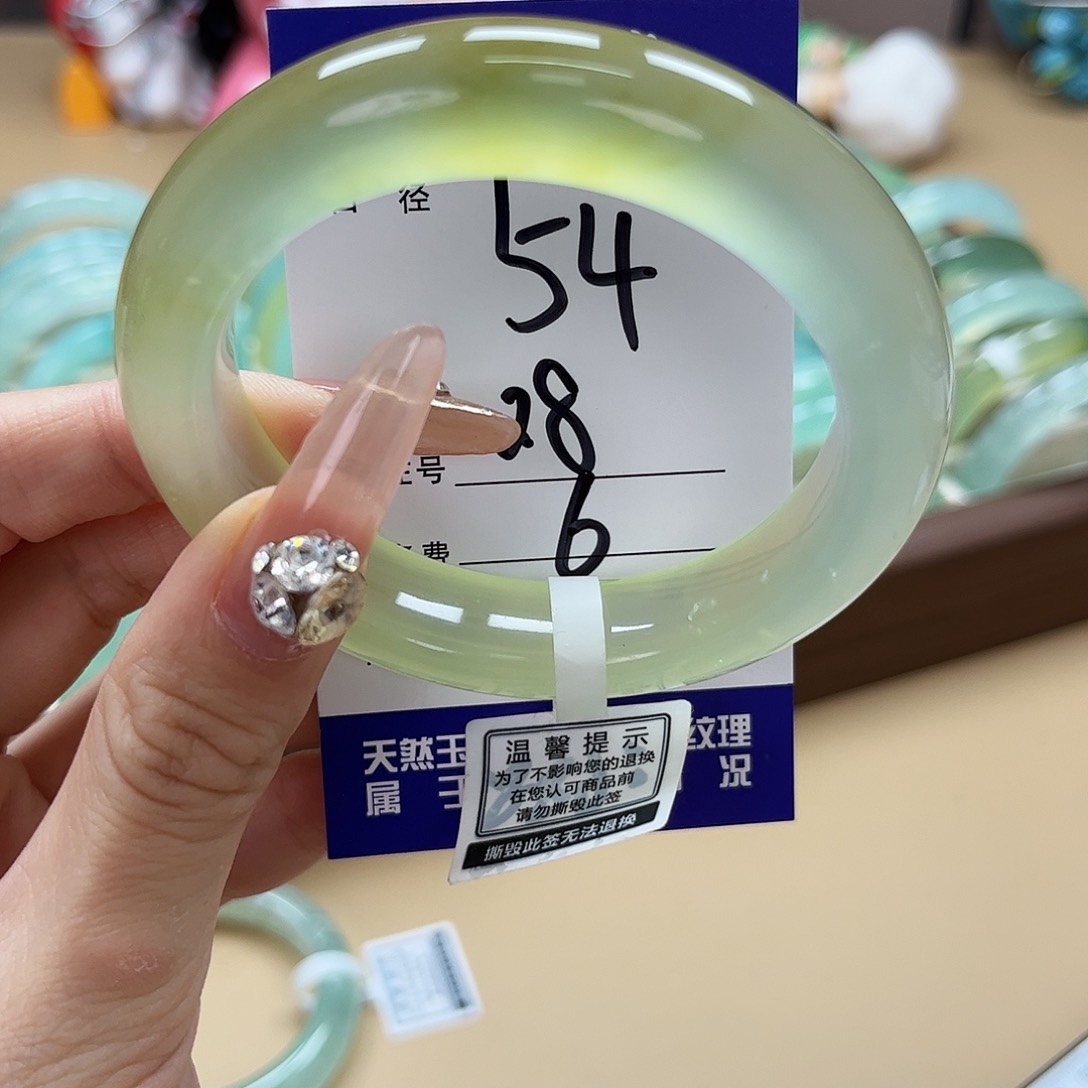 径
54
28
号
费
6
天然玉
纹理
属
况
温馨提示
为了不影响您的退换
在您认可商品前
请勿撕毁此签
撕毁此签无法退换